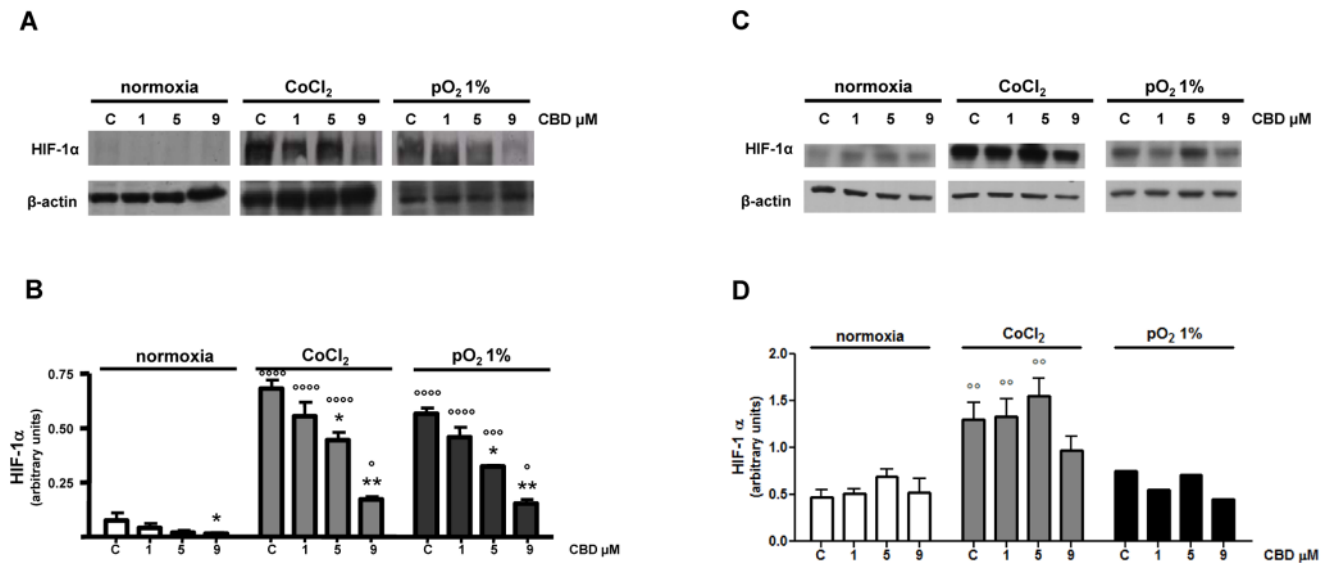 A
normoxia CoCl₂ pO₂ 1%
C 1 5 9 C 1 5 9 C 1 5 9 CBD μM
HIF-1α
β-actin
B
normoxia CoCl₂ pO₂ 1%
HIF-1α
(arbitrary units)
0.75
0.50
0.25
°°°° °°°° °°°° ° °°°° °°°° °°° °
* * ** * **
C 1 5 9 C 1 5 9 C 1 5 9 CBD μM
C
normoxia CoCl₂ pO₂ 1%
C 1 5 9 C 1 5 9 C 1 5 9 CBD μM
HIF-1α
β-actin
D
normoxia CoCl₂ pO₂ 1%
HIF-1 α
(arbitrary units)
2.0
1.5
1.0
0.5
0.0
°° °° °°
C 1 5 9 C 1 5 9 C 1 5 9 CBD μM